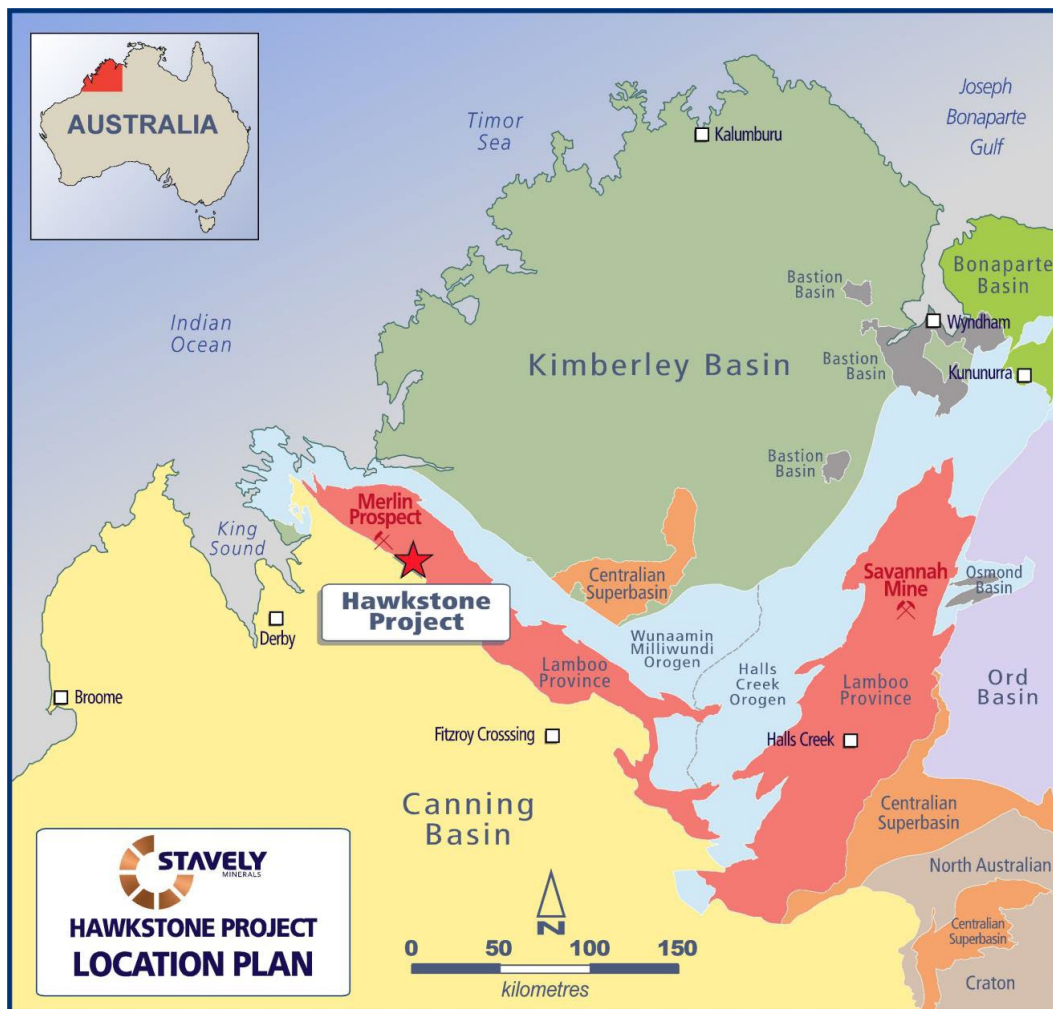 AUSTRALIA
Timor
Sea
Joseph
Bonaparte
Gulf
Kalumburu
Indian
Ocean
Bonaparte
Basin
Bastion
Basin
Wyndham
Kimberley Basin
Bastion
Basin
Kununurra
Bastion
Basin
King
Sound
Merlin
Prospect
Hawkstone
Project
Centralian
Superbasin
Savannah
Mine
Osmond
Basin
Derby
Wunaamin
Milliwundi
Orogen
Halls
Creek
Orogen
Lamboo
Province
Lamboo
Province
Ord
Basin
Broome
Fitzroy Crosssing
Halls Creek
Canning
Basin
Centralian
Superbasin
North Australian
Centralian
Superbasin
Craton
STAVELY
MINERALS
HAWKSTONE PROJECT
LOCATION PLAN
N
0 50 100 150
kilometres